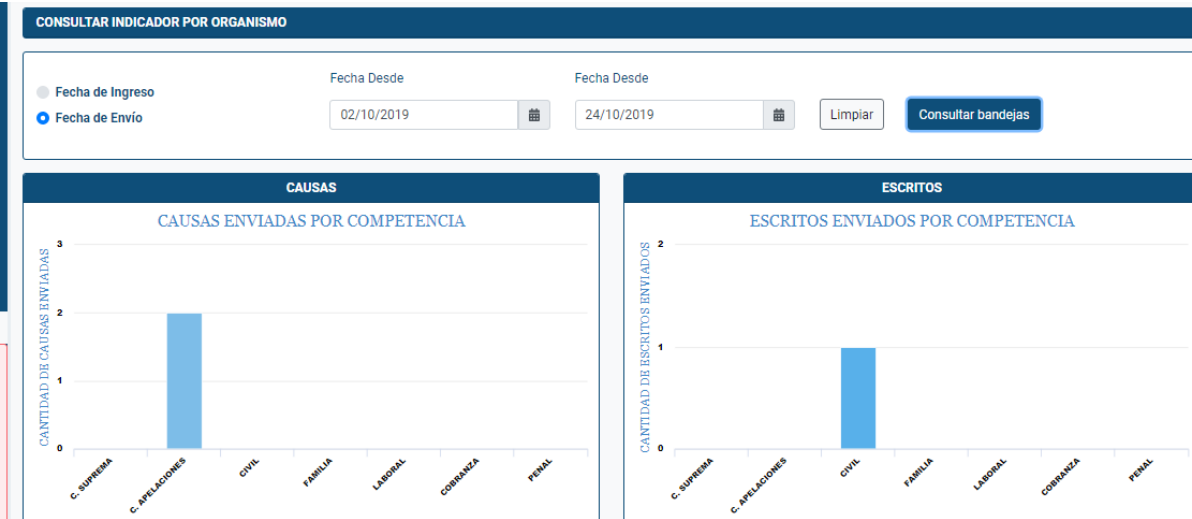 CONSULTAR INDICADOR POR ORGANISMO
Fecha de Ingreso
Fecha de Envío
Fecha Desde
02/10/2019
Fecha Desde
24/10/2019
Limpiar
Consultar bandejas
CAUSAS
CAUSAS ENVIADAS POR COMPETENCIA
CANTIDAD DE CAUSAS ENVIADAS
3
2
1
0
C. SUPREMA
C. APELACIONES
CIVIL
FAMILIA
LABORAL
COBRANZA
PENAL
ESCRITOS
ESCRITOS ENVIADOS POR COMPETENCIA
CANTIDAD DE ESCRITOS ENVIADOS
2
1
0
C. SUPREMA
C. APELACIONES
CIVIL
FAMILIA
LABORAL
COBRANZA
PENAL